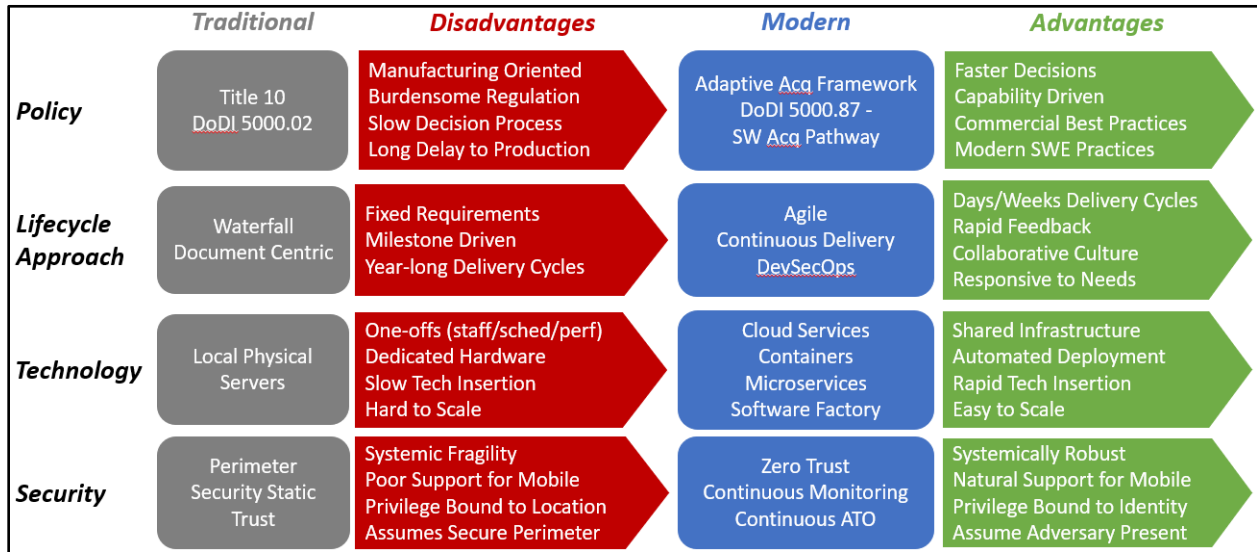 Traditional
Disadvantages
Modern
Advantages
Policy
Title 10
DoDI 5000.02
Manufacturing Oriented
Burdensome Regulation
Slow Decision Process
Long Delay to Production
Adaptive Acq Framework
DoDI 5000.87 -
SW Acq Pathway
Faster Decisions
Capability Driven
Commercial Best Practices
Modern SWE Practices
Lifecycle
Approach
Waterfall
Document Centric
Fixed Requirements
Milestone Driven
Year-long Delivery Cycles
Agile
Continuous Delivery
DevSecOps
Days/Weeks Delivery Cycles
Rapid Feedback
Collaborative Culture
Responsive to Needs
Technology
Local Physical
Servers
One-offs (staff/sched/perf)
Dedicated Hardware
Slow Tech Insertion
Hard to Scale
Cloud Services
Containers
Microservices
Software Factory
Shared Infrastructure
Automated Deployment
Rapid Tech Insertion
Easy to Scale
Security
Perimeter
Security Static
Trust
Systemic Fragility
Poor Support for Mobile
Privilege Bound to Location
Assumes Secure Perimeter
Zero Trust
Continuous Monitoring
Continuous ATO
Systemically Robust
Natural Support for Mobile
Privilege Bound to Identity
Assume Adversary Present